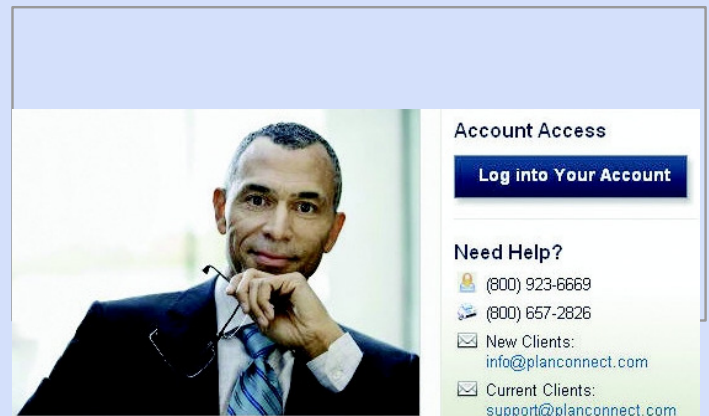 Account Access
Log into Your Account
Need Help?
(800) 923-6669
(800) 657-2826
New Clients:
info@planconnect.com
Current Clients:
support@planconnect.com